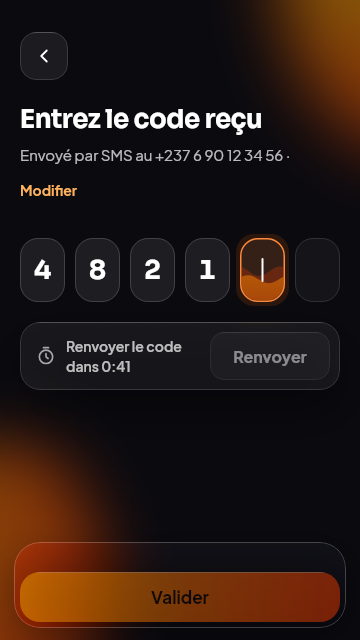 Entrez le code reçu
Envoyé par SMS au +237 6 90 12 34 56 ·
Modifier
4 8 2 1
Renvoyer le code
dans 0:41
Renvoyer
Valider